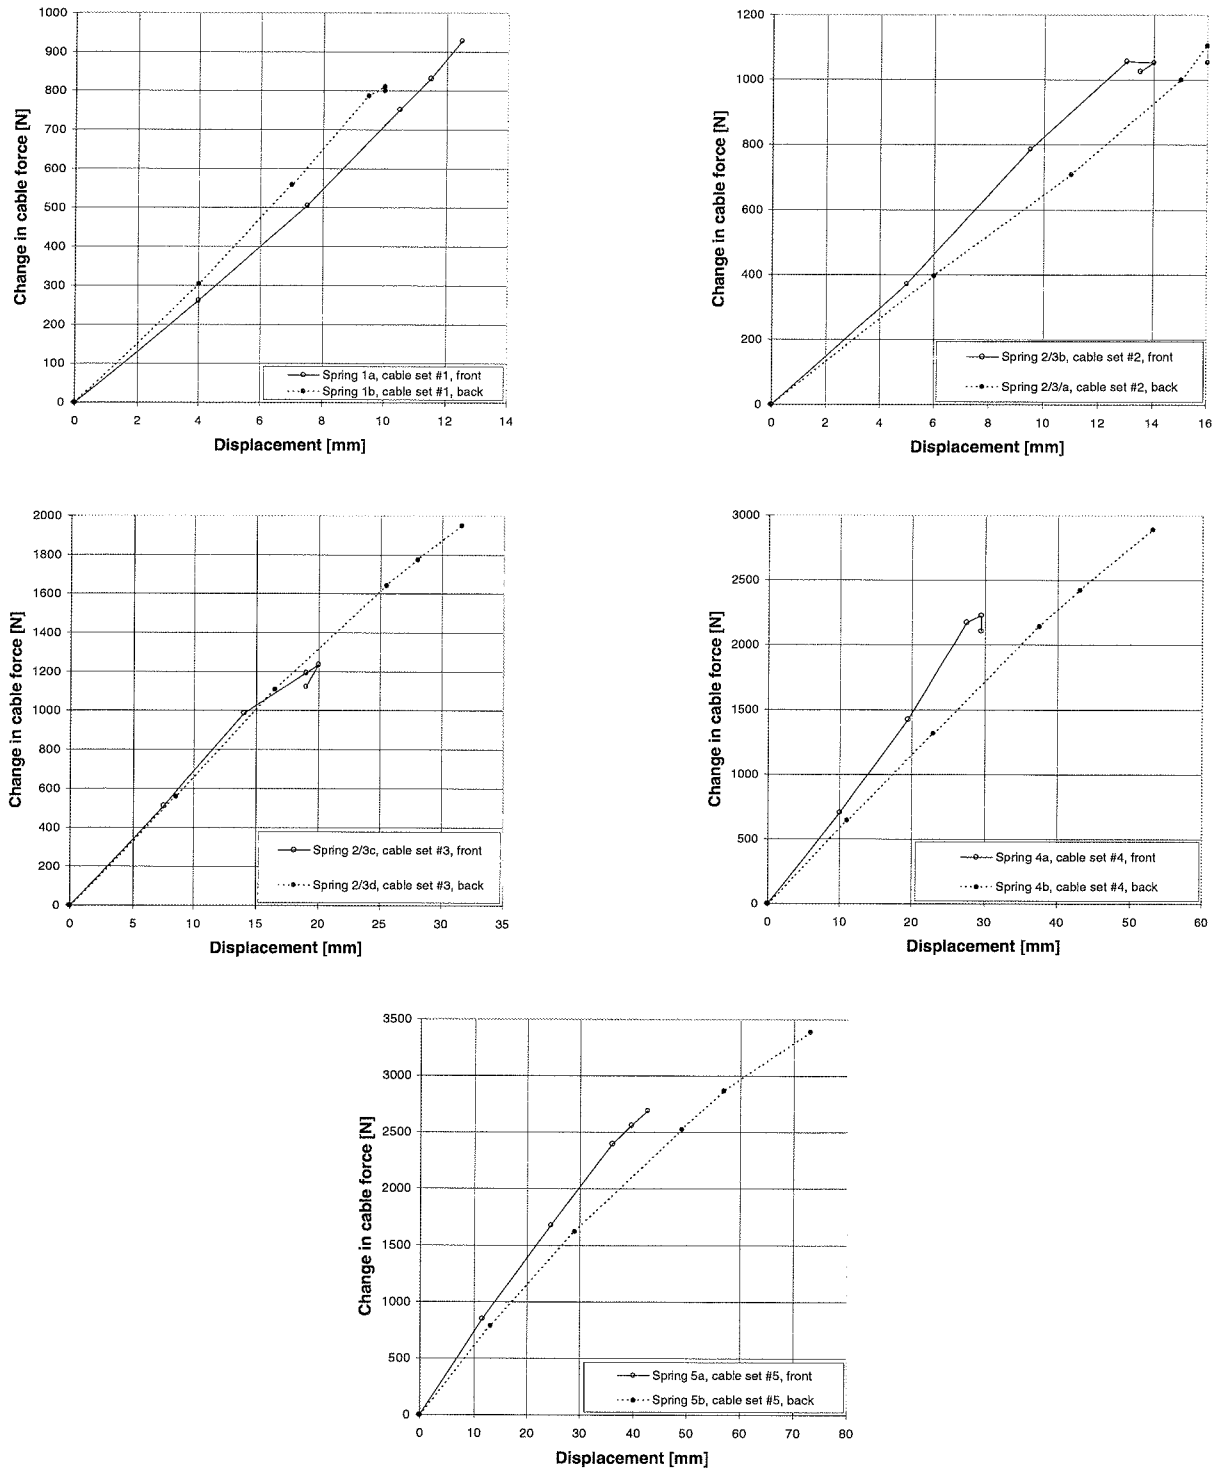 1000
900
800
700
600
500
400
300
200
100
0
Change in cable force [N]
Spring 1a, cable set #1, front
Spring 1b, cable set #1, back
0 2 4 6 8 10 12 14
Displacement [mm]
1200
1000
800
600
400
200
0
Change in cable force [N]
Spring 2/3b, cable set #2, front
Spring 2/3/a, cable set #2, back
0 2 4 6 8 10 12 14 16
Displacement [mm]
2000
1800
1600
1400
1200
1000
800
600
400
200
0
Change in cable force [N]
Spring 2/3c, cable set #3, front
Spring 2/3d, cable set #3, back
0 5 10 15 20 25 30 35
Displacement [mm]
3000
2500
2000
1500
1000
500
0
Change in cable force [N]
Spring 4a, cable set #4, front
Spring 4b, cable set #4, back
0 10 20 30 40 50 60
Displacement [mm]
3500
3000
2500
2000
1500
1000
500
0
Change in cable force [N]
Spring 5a, cable set #5, front
Spring 5b, cable set #5, back
0 10 20 30 40 50 60 70 80
Displacement [mm]